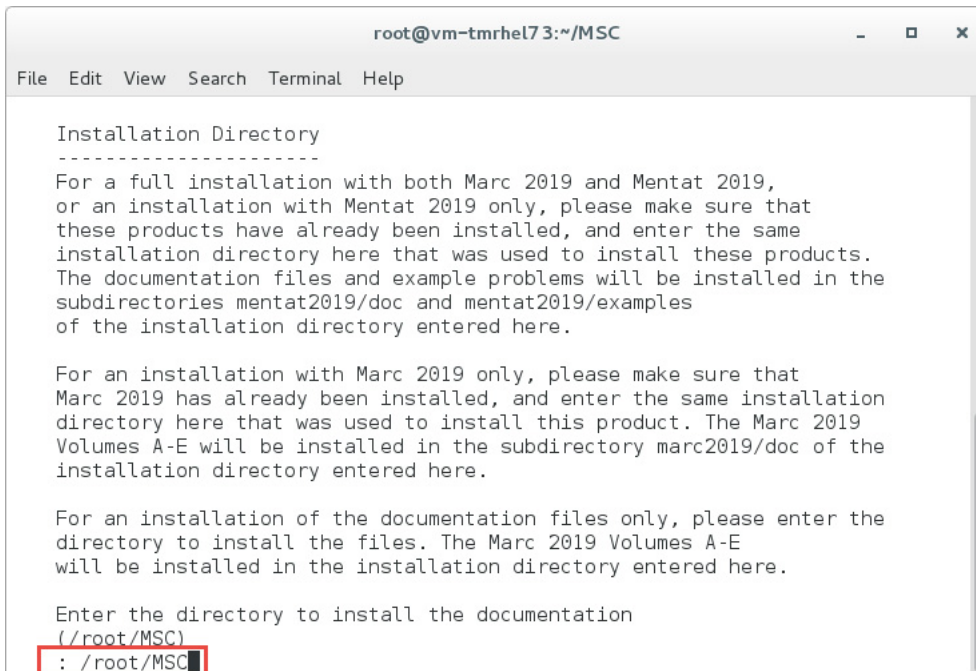 root@vm-tmrhel73:~/MSC
File Edit View Search Terminal Help
Installation Directory
----------------------
For a full installation with both Marc 2019 and Mentat 2019,
or an installation with Mentat 2019 only, please make sure that
these products have already been installed, and enter the same
installation directory here that was used to install these products.
The documentation files and example problems will be installed in the
subdirectories mentat2019/doc and mentat2019/examples
of the installation directory entered here.
For an installation with Marc 2019 only, please make sure that
Marc 2019 has already been installed, and enter the same installation
directory here that was used to install this product. The Marc 2019
Volumes A-E will be installed in the subdirectory marc2019/doc of the
installation directory entered here.
For an installation of the documentation files only, please enter the
directory to install the files. The Marc 2019 Volumes A-E
will be installed in the installation directory entered here.
Enter the directory to install the documentation
(/root/MSC)
: /root/MSC